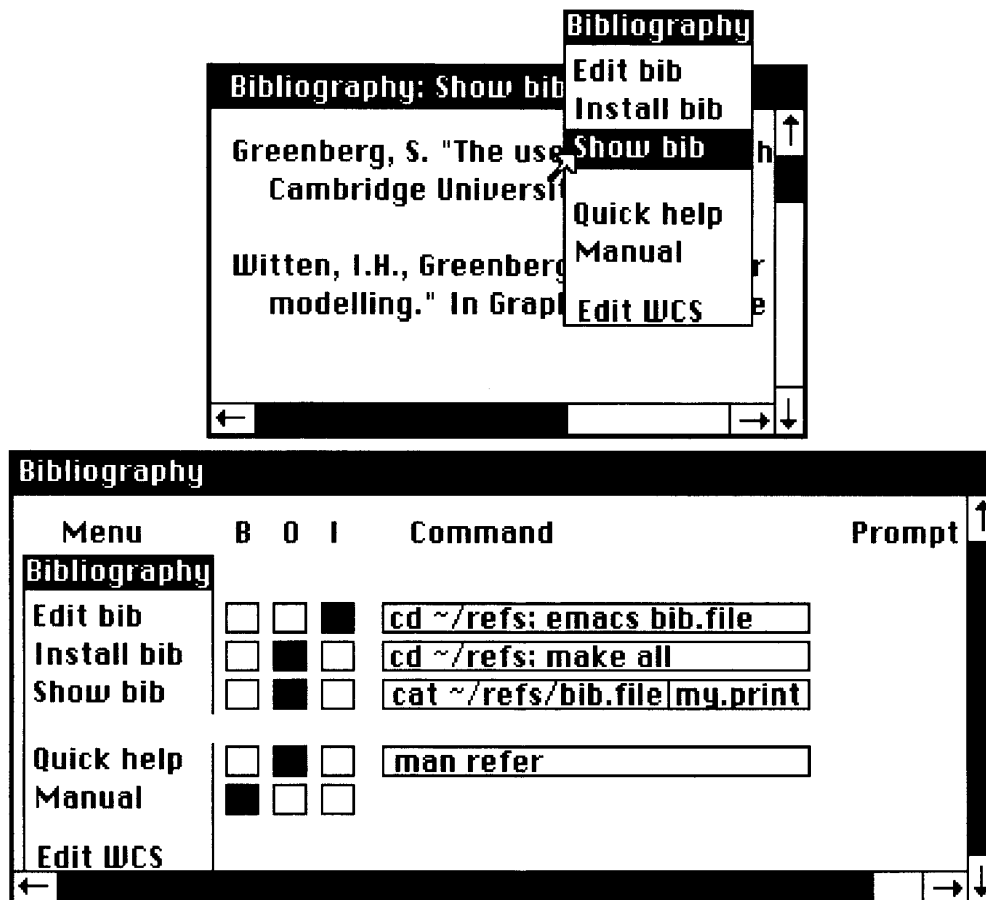 Bibliography
Edit bib
Install bib
Show bib
Quick help
Manual
Edit WCS
Bibliography: Show bib
Greenberg, S. "The use h
Cambridge Universit
Witten, I.H., Greenberg r
modelling." In Grap e
Bibliography
Menu B O I Command Prompt
Bibliography
Edit bib cd ~/refs; emacs bib.file
Install bib cd ~/refs; make all
Show bib cat ~/refs/bib.file|my.print
Quick help man refer
Manual
Edit WCS